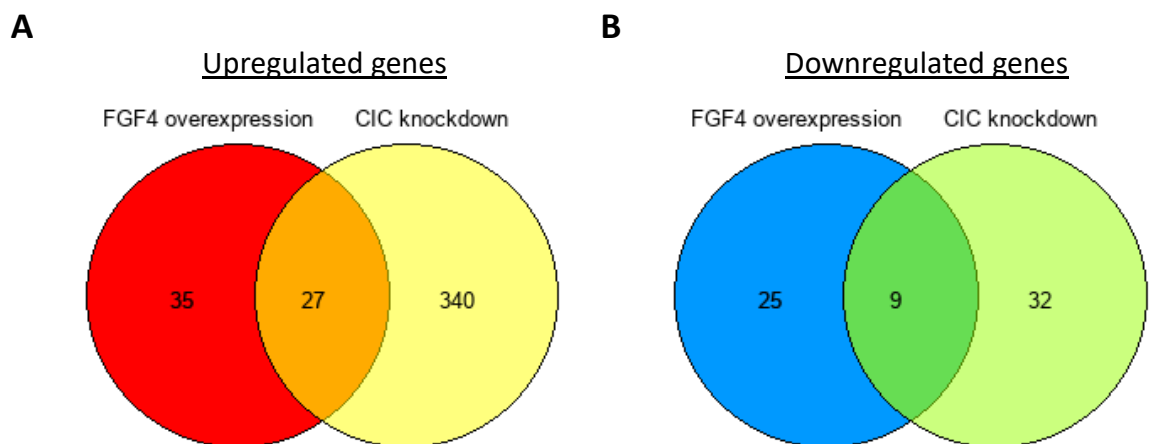 A
Upregulated genes
FGF4 overexpression CIC knockdown
35 27 340
B
Downregulated genes
FGF4 overexpression CIC knockdown
25 9 32